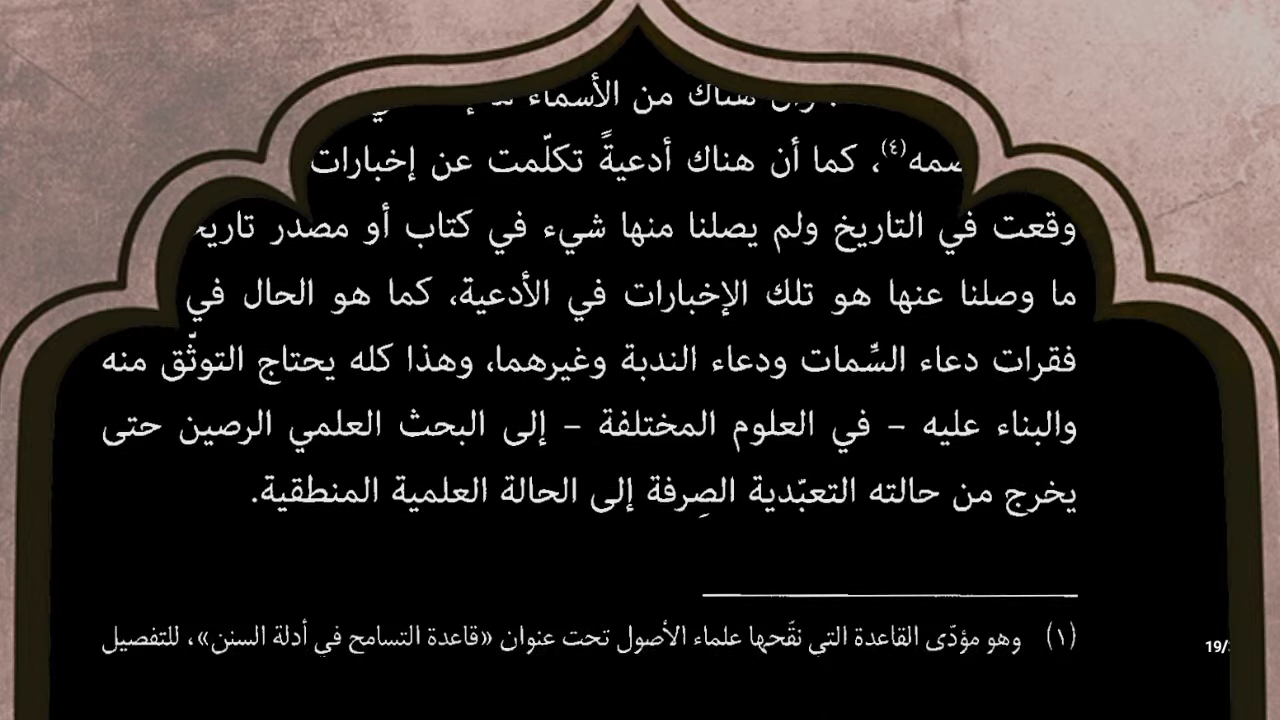 هناك من الأسماء
كما أن هناك أدعيةً تكلّمت عن إخبارات
وقعت في التاريخ ولم يصلنا منها شيء في كتاب أو مصدر
ما وصلنا عنها هو تلك الإخبارات في الأدعية، كما هو الحال في
فقرات دعاء السِّمات ودعاء الندبة وغيرهما، وهذا كله يحتاج التوثّق منه
والبناء عليه – في العلوم المختلفة – إلى البحث العلمي الرصين حتى
يخرج من حالته التعبّدية الصِرفة إلى الحالة العلمية المنطقية.
(١) وهو مؤدّى القاعدة التي نقّحها علماء الأصول تحت عنوان «قاعدة التسامح في أدلة السنن»، للتفصيل
19/